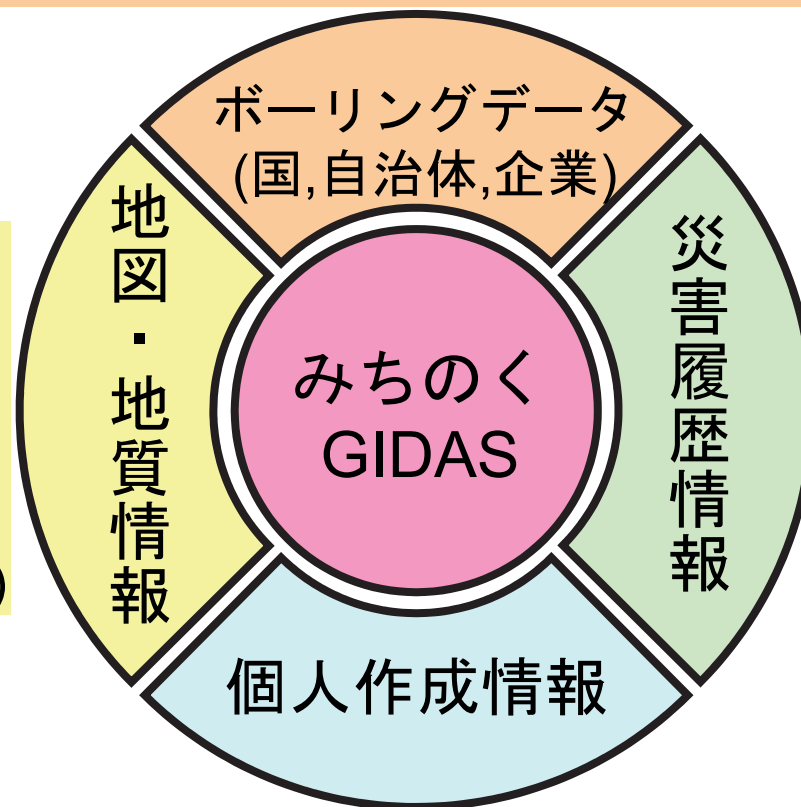 ボーリングデータ
(国,自治体,企業)
地図・地質情報
災害履歴情報
みちのく
GIDAS
個人作成情報
)